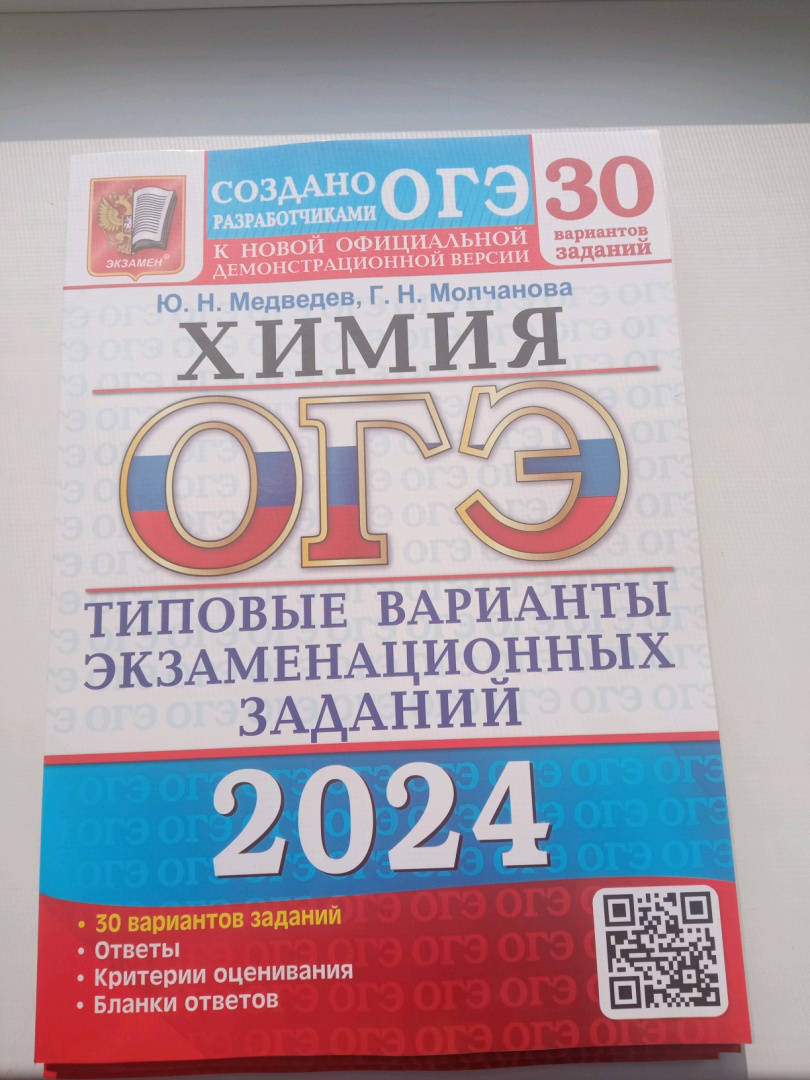 СОЗДАНО
РАЗРАБОТЧИКАМИ
ОГЭ
К НОВОЙ ОФИЦИАЛЬНОЙ
ДЕМОНСТРАЦИОННОЙ ВЕРСИИ
30
вариантов
заданий
ЭКЗАМЕН®
Ю. Н. Медведев, Г. Н. Молчанова
ХИМИЯ
ОГЭ
ТИПОВЫЕ ВАРИАНТЫ
ЭКЗАМЕНАЦИОННЫХ
ЗАДАНИЙ
2024
• 30 вариантов заданий
• Ответы
• Критерии оценивания
• Бланки ответов